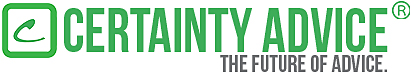 C CERTAINTY ADVICE®
THE FUTURE OF ADVICE.